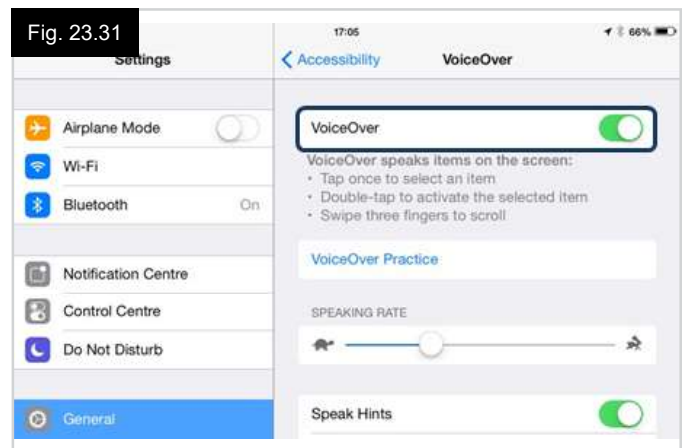 Fig. 23.31
17:05
66%
Settings
Accessibility
VoiceOver
Airplane Mode
Wi-Fi
Bluetooth
On
Notification Centre
Control Centre
Do Not Disturb
General
VoiceOver
VoiceOver speaks items on the screen:
• Tap once to select an item
• Double-tap to activate the selected item
• Swipe three fingers to scroll
VoiceOver Practice
SPEAKING RATE
Speak Hints